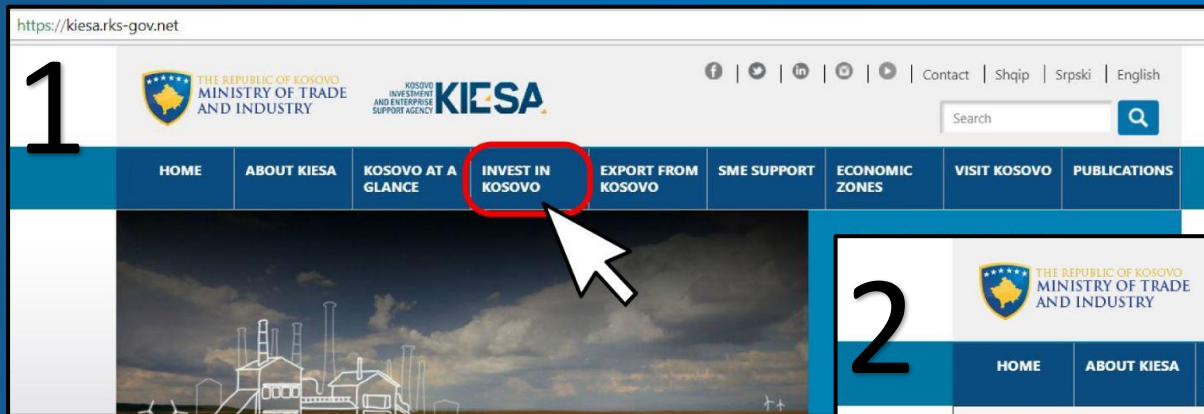 https://kiesa.rks-gov.net
1
THE REPUBLIC OF KOSOVO
MINISTRY OF TRADE
AND INDUSTRY
KOSOVO
INVESTMENT
AND ENTERPRISE
SUPPORT AGENCY
KIESA
Contact | Shqip | Srpski | English
Search
HOME
ABOUT KIESA
KOSOVO AT A
GLANCE
INVEST IN
KOSOVO
EXPORT FROM
KOSOVO
SME SUPPORT
ECONOMIC
ZONES
VISIT KOSOVO
PUBLICATIONS
2
THE REPUBLIC OF KOSOVO
MINISTRY OF TRADE
AND INDUSTRY
HOME
ABOUT KIESA